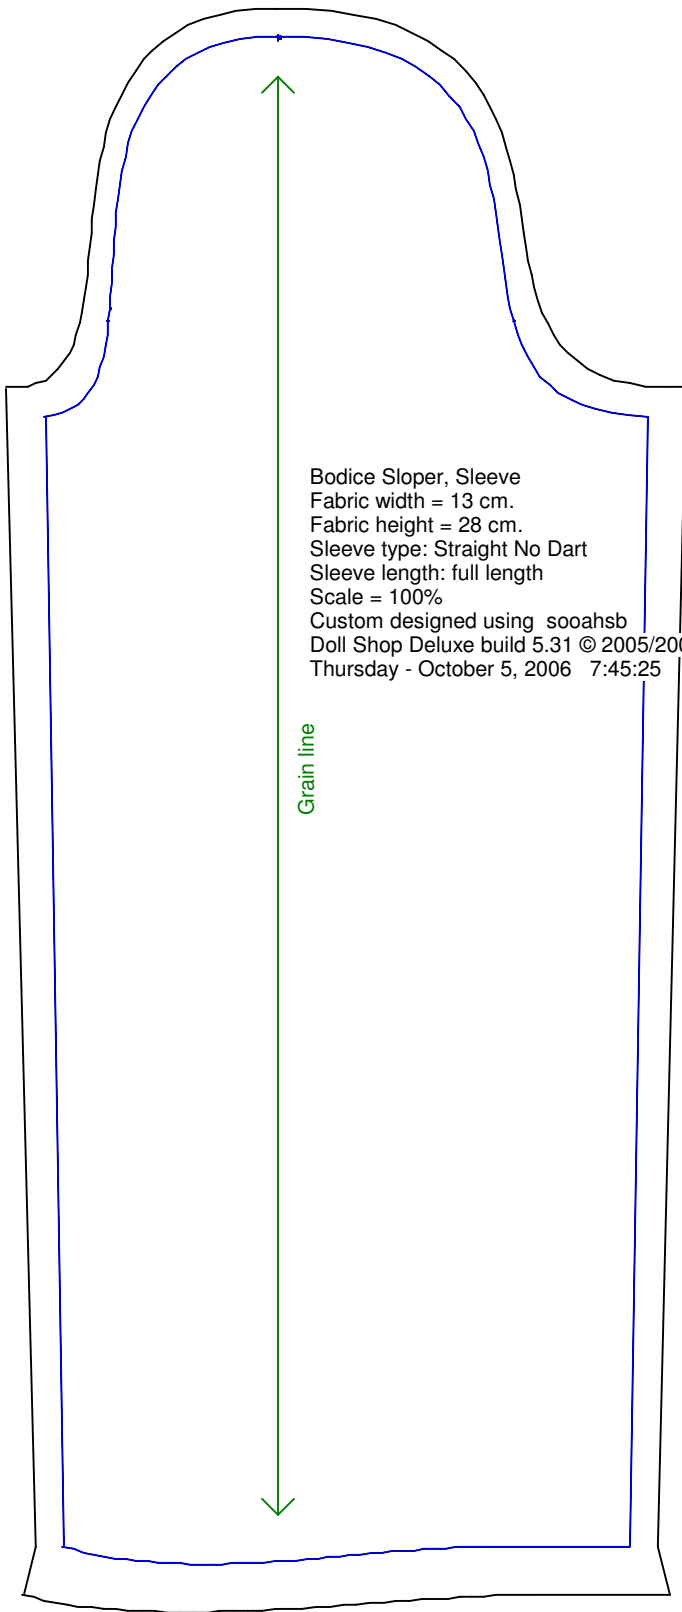 Bodice Sloper, Sleeve
Fabric width = 13 cm.
Fabric height = 28 cm.
Sleeve type: Straight No Dart
Sleeve length: full length
Scale = 100%
Custom designed using  sooahsb
Doll Shop Deluxe build 5.31 © 2005/200
Thursday - October 5, 2006   7:45:25
Grain line